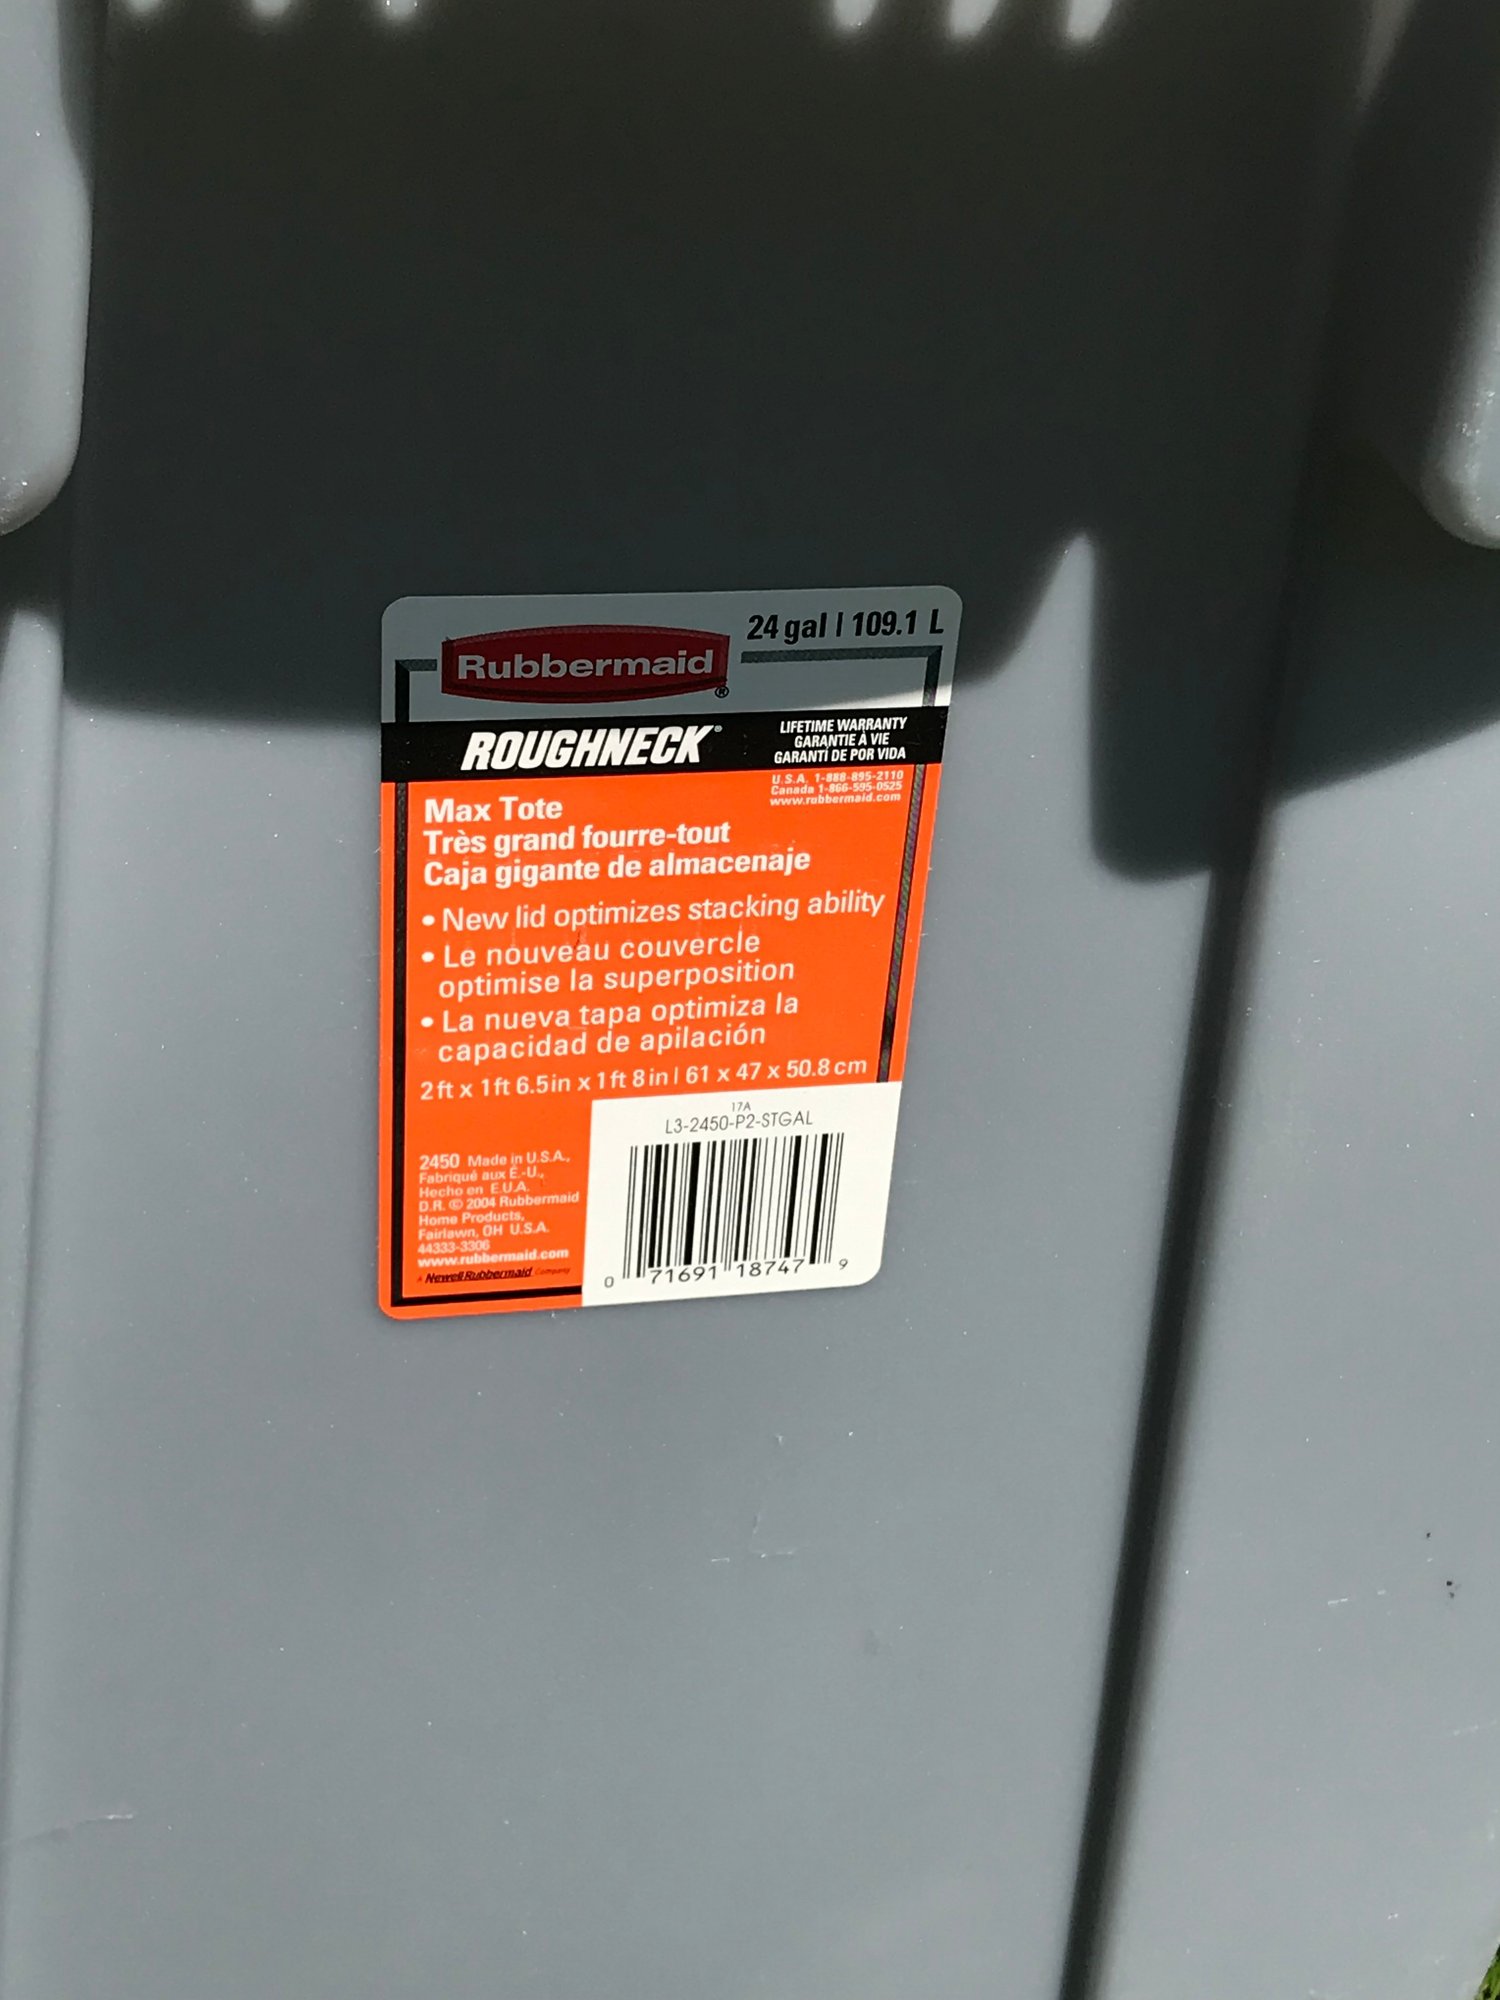 24 gal | 109.1 L
Rubbermaid®
ROUGHNECK®
LIFETIME WARRANTY
GARANTIE À VIE
GARANTÍ DE POR VIDA
U.S.A. 1-888-895-2110
Canada 1-866-595-0525
www.rubbermaid.com
Max Tote
Très grand fourre-tout
Caja gigante de almacenaje
• New lid optimizes stacking ability
• Le nouveau couvercle
optimise la superposition
• La nueva tapa optimiza la
capacidad de apilación
2 ft x 1 ft 6.5 in x 1 ft 8 in | 61 x 47 x 50.8 cm
17A
L3-2450-P2-STGAL
2450 Made in U.S.A.,
Fabriqué aux É.-U.,
Hecho en E.U.A.
D.R. © 2004 Rubbermaid
Home Products,
Fairlawn, OH U.S.A.
44333-3306
www.rubbermaid.com
A Newell Rubbermaid Company
0 71691 18747 9